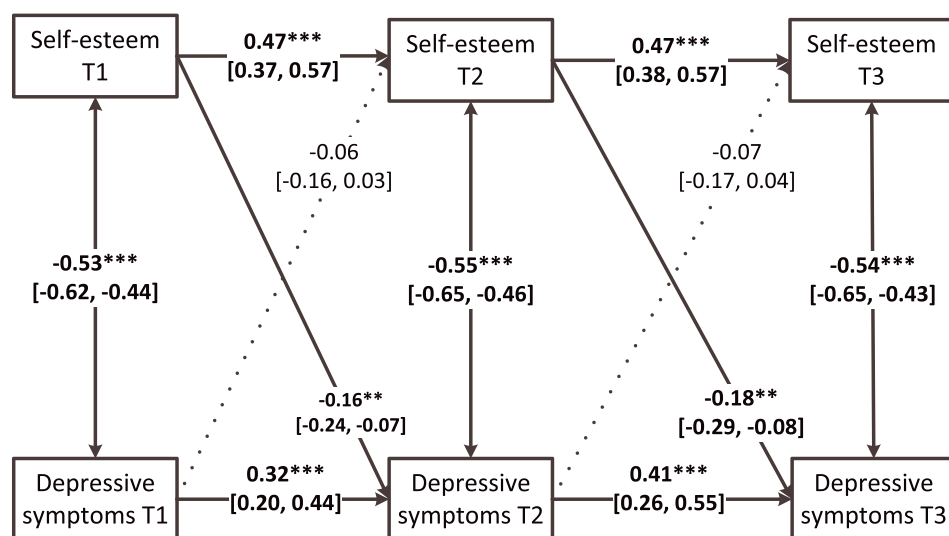 Self-esteem
T1
0.47***
[0.37, 0.57]
Self-esteem
T2
0.47***
[0.38, 0.57]
Self-esteem
T3
-0.06
[-0.16, 0.03]
-0.07
[-0.17, 0.04]
-0.53***
[-0.62, -0.44]
-0.55***
[-0.65, -0.46]
-0.54***
[-0.65, -0.43]
-0.16**
[-0.24, -0.07]
-0.18**
[-0.29, -0.08]
Depressive
symptoms T1
0.32***
[0.20, 0.44]
Depressive
symptoms T2
0.41***
[0.26, 0.55]
Depressive
symptoms T3